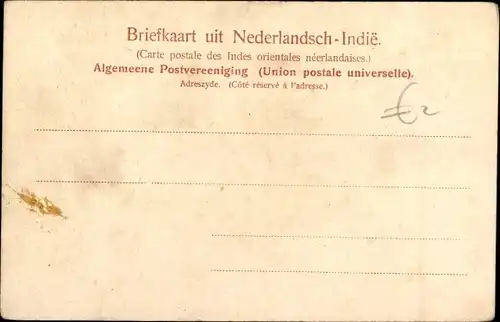 Briefkaart uit Nederlandsch-Indië.
(Carte postale des Indes orientales néerlandaises.)
Algemeene Postvereeniging (Union postale universelle).
Adreszyde. (Côté réservé à l'adresse.)
€2